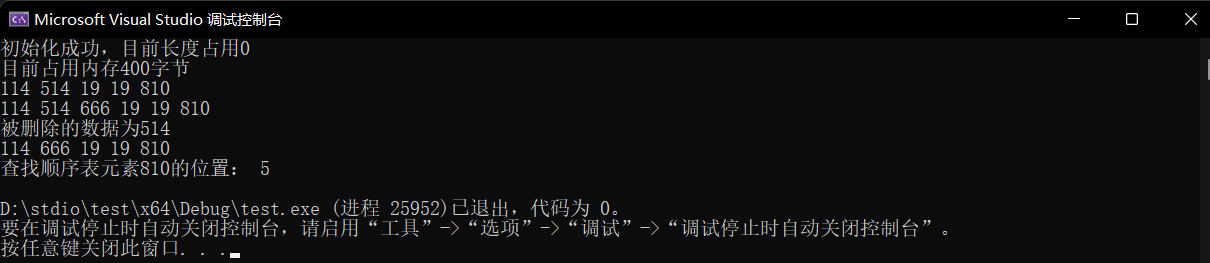 Microsoft Visual Studio 调试控制台
初始化成功，目前长度占用0
目前占用内存400字节
114 514 19 19 810
114 514 666 19 19 810
被删除的数据为514
114 666 19 19 810
查找顺序表元素810的位置： 5
D:\stdio\test\x64\Debug\test.exe (进程 25952)已退出，代码为 0。
要在调试停止时自动关闭控制台，请启用“工具”->“选项”->“调试”->“调试停止时自动关闭控制台”。
按任意键关闭此窗口. . .